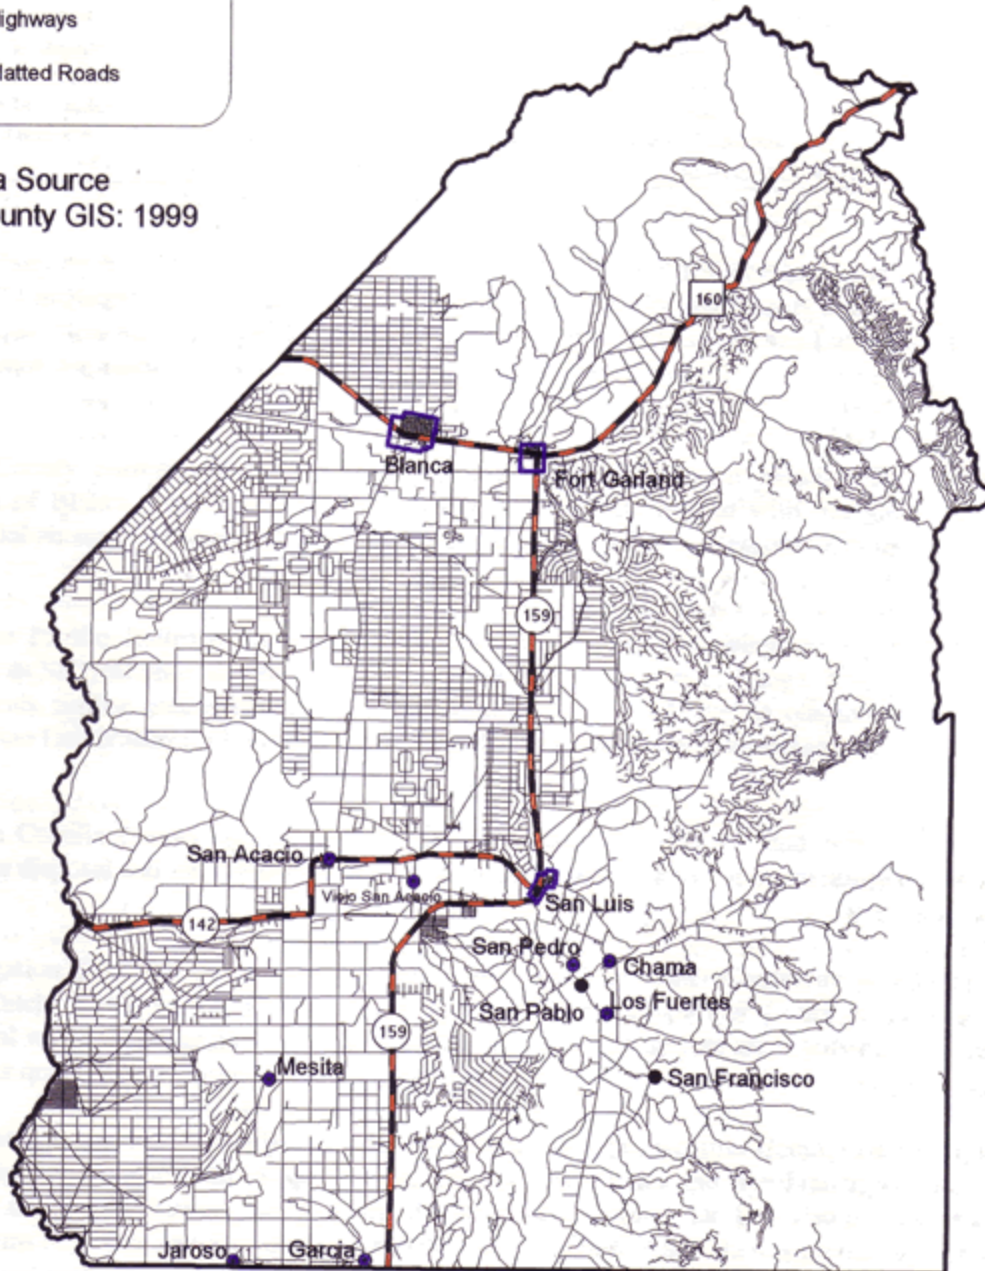 ighways
latted Roads
a Source
unty GIS: 1999
160
Blanca
Fort Garland
159
San Acacio
Viejo San Acacio
San Luis
142
San Pedro
Chama
Los Fuertes
San Pablo
159
Mesita
San Francisco
Jaroso
Garcia